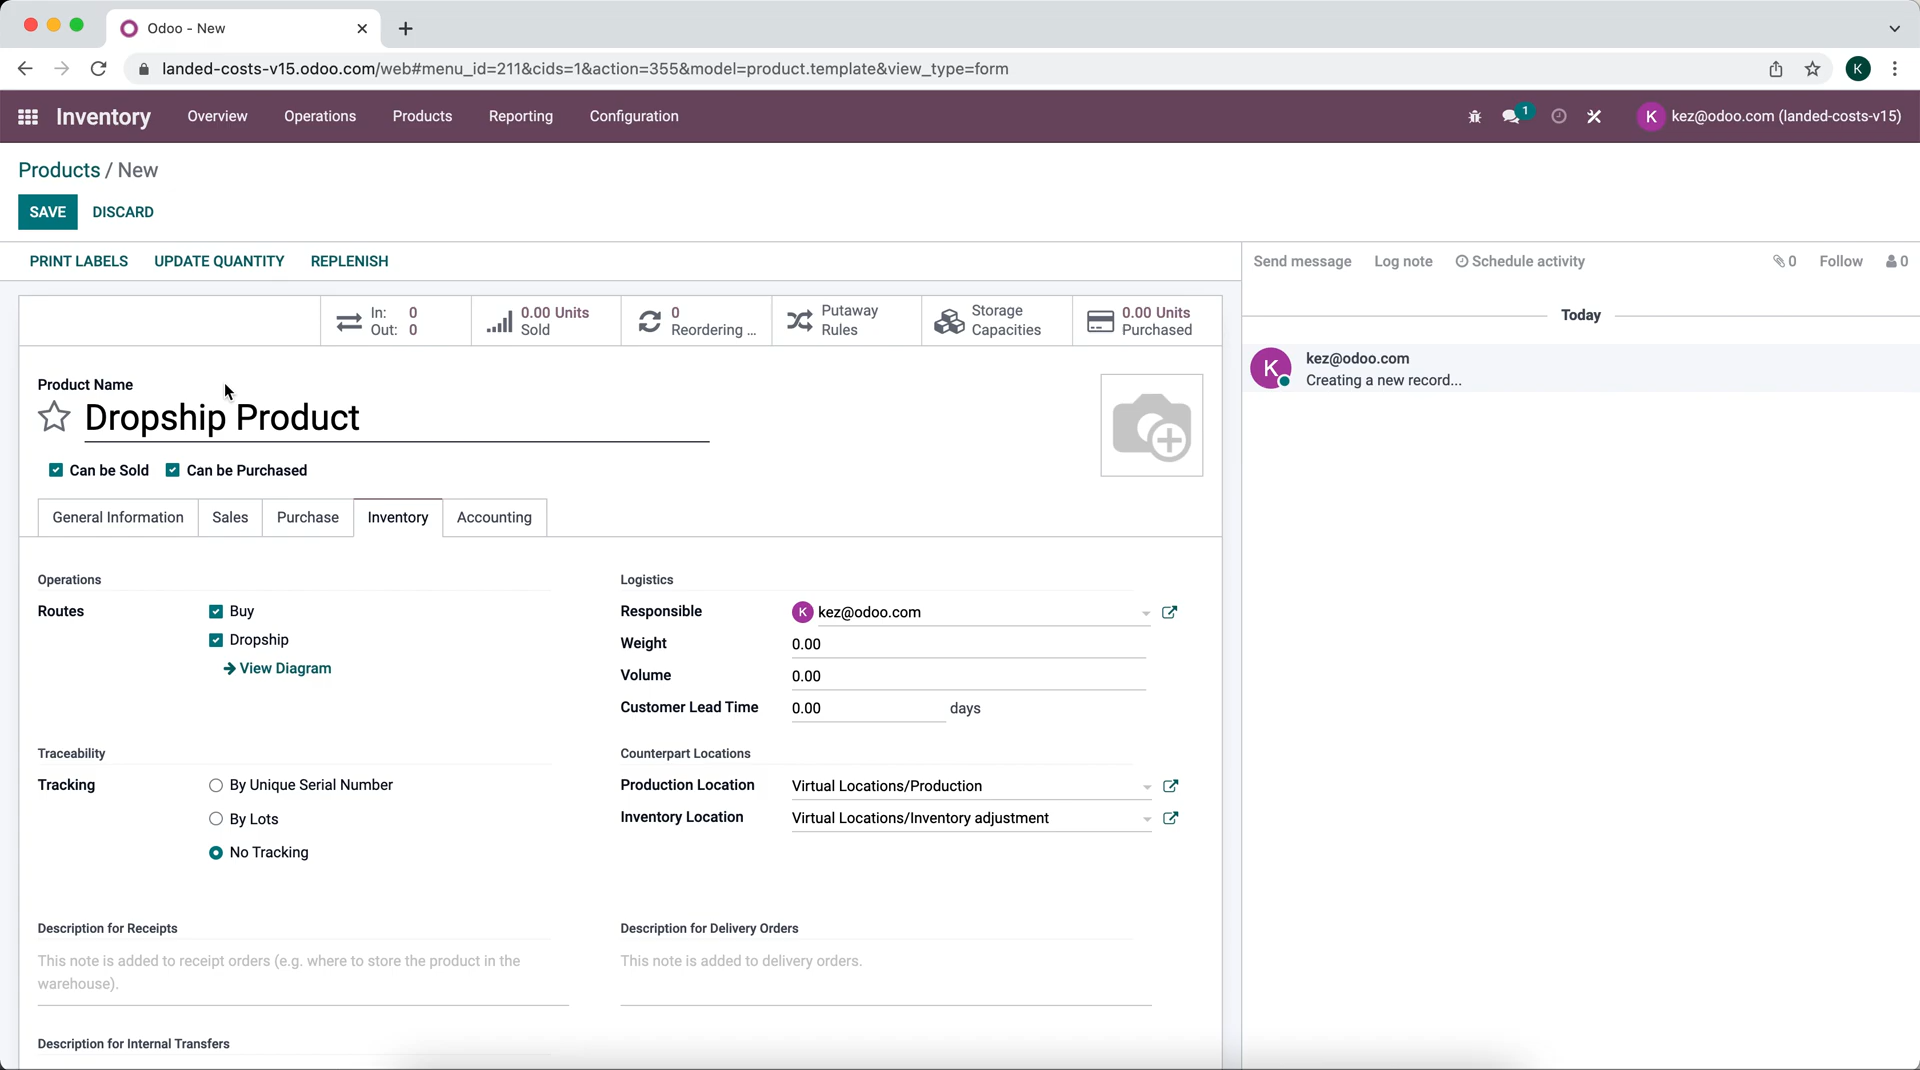 Odoo - New
landed-costs-v15.odoo.com/web#menu_id=211&cids=1&action=355&model=product.template&view_type=form
K
Inventory
Overview
Operations
Products
Reporting
Configuration
1
K
kez@odoo.com (landed-costs-v15)
Products / New
SAVE
DISCARD
PRINT LABELS
UPDATE QUANTITY
REPLENISH
Send message
Log note
Schedule activity
0
Follow
0
In: 0
Out: 0
0.00 Units
Sold
0
Reordering ...
Putaway
Rules
Storage
Capacities
0.00 Units
Purchased
Today
K
kez@odoo.com
Creating a new record...
Product Name
Dropship Product
Can be Sold
Can be Purchased
General Information
Sales
Purchase
Inventory
Accounting
Operations
Routes
Buy
Dropship
View Diagram
Logistics
Responsible
K
kez@odoo.com
Weight
0.00
Volume
0.00
Customer Lead Time
0.00
days
Traceability
Tracking
By Unique Serial Number
By Lots
No Tracking
Counterpart Locations
Production Location
Virtual Locations/Production
Inventory Location
Virtual Locations/Inventory adjustment
Description for Receipts
This note is added to receipt orders (e.g. where to store the product in the
warehouse).
Description for Delivery Orders
This note is added to delivery orders.
Description for Internal Transfers